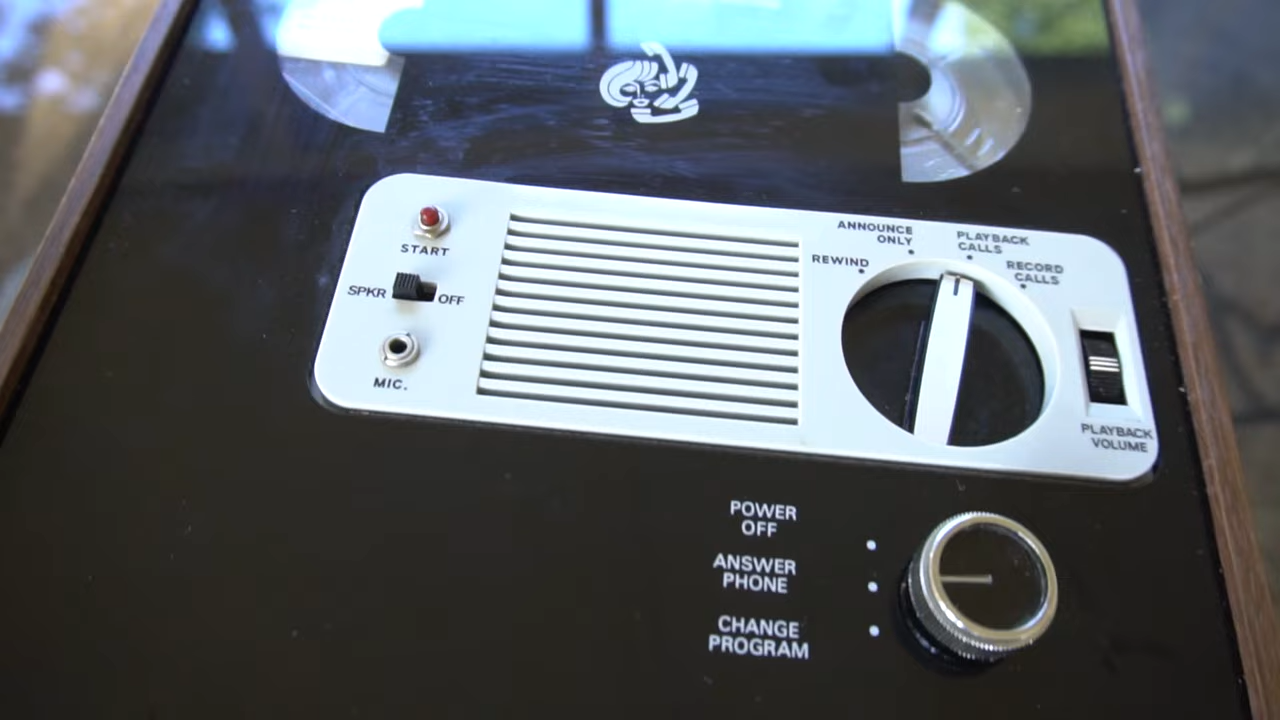 START
SPKR OFF
MIC.
ANNOUNCE
ONLY
PLAYBACK
CALLS
REWIND
RECORD
CALLS
PLAYBACK
VOLUME
POWER
OFF
ANSWER
PHONE
CHANGE
PROGRAM